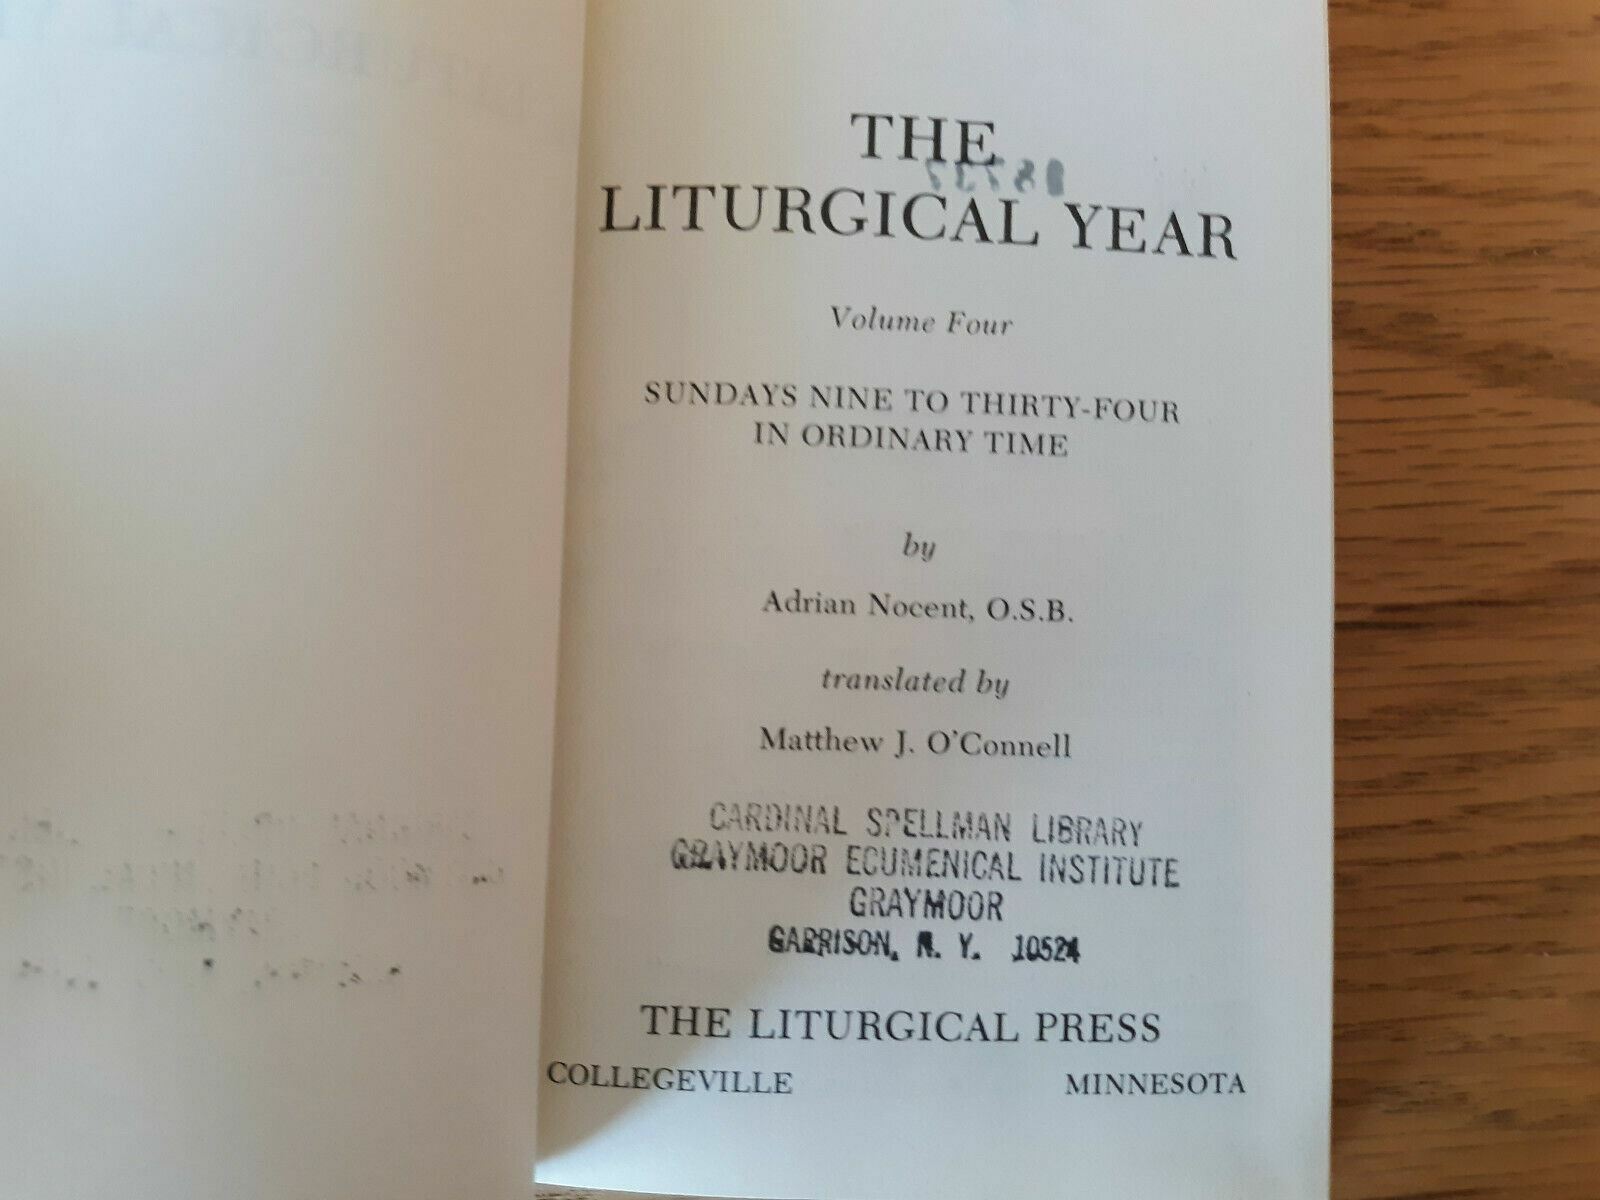 THE
LITURGICAL YEAR
Volume Four
SUNDAYS NINE TO THIRTY-FOUR
IN ORDINARY TIME
by
Adrian Nocent, O.S.B.
translated by
Matthew J. O'Connell
CARDINAL SPELLMAN LIBRARY
GRAYMOOR ECUMENICAL INSTITUTE
GRAYMOOR
GARRISON, N. Y. 10524
THE LITURGICAL PRESS
COLLEGEVILLE MINNESOTA